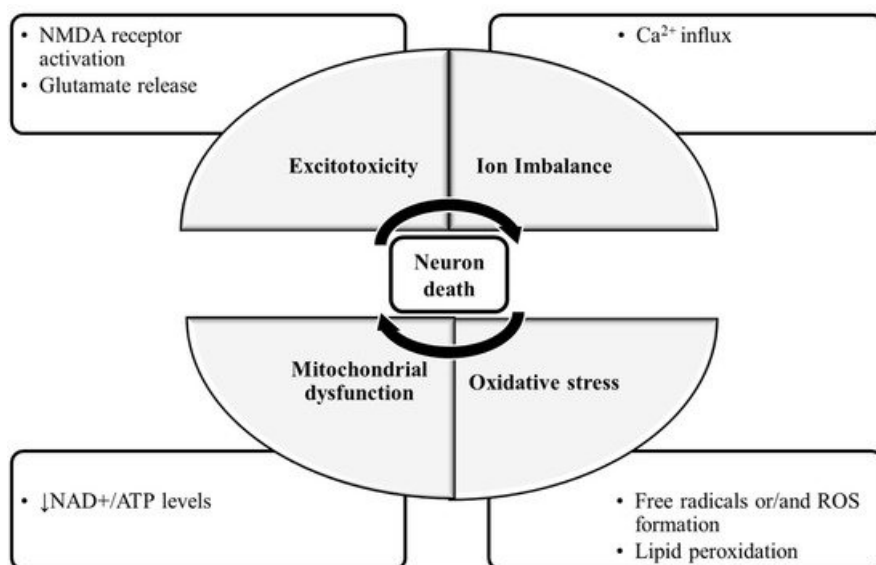 • NMDA receptor
activation
• Glutamate release
• Ca²⁺ influx
Excitotoxicity
Ion Imbalance
Neuron
death
Mitochondrial
dysfunction
Oxidative stress
• ↓NAD+/ATP levels
• Free radicals or/and ROS
formation
• Lipid peroxidation